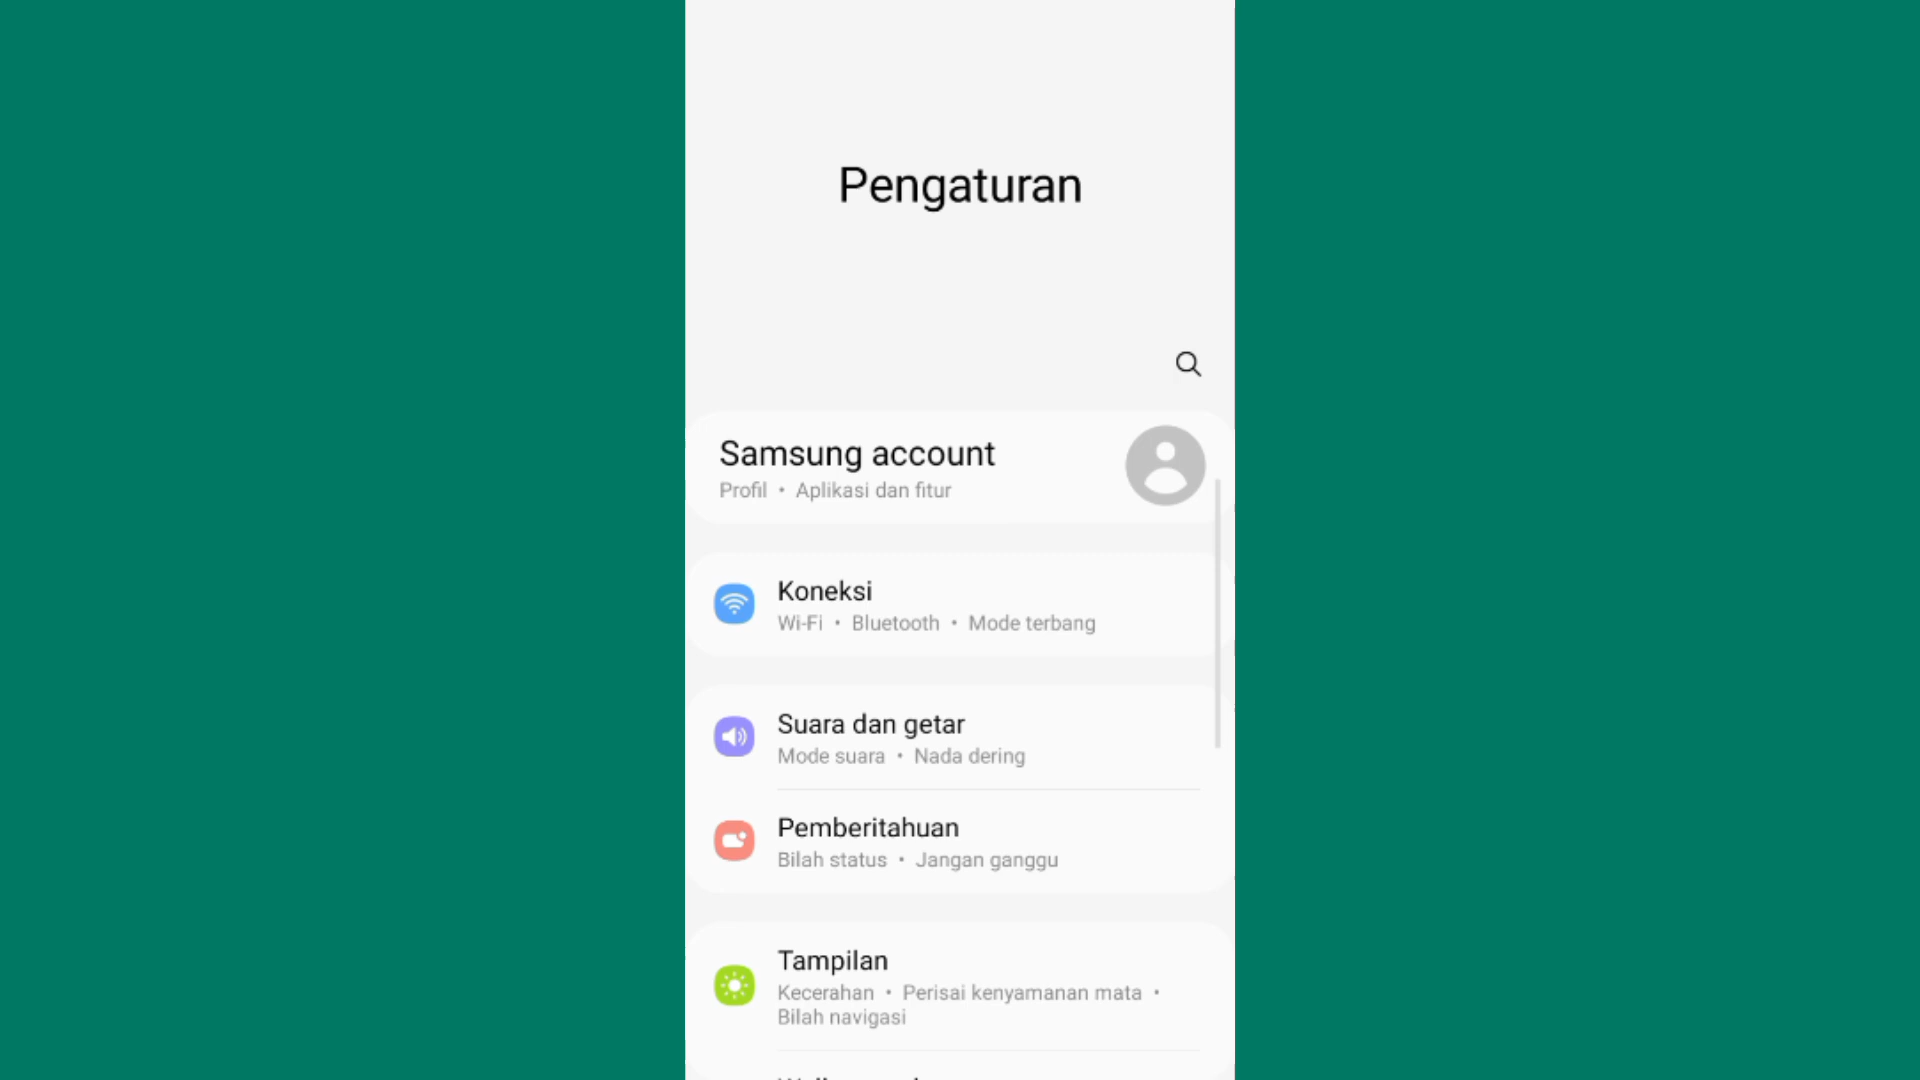 Pengaturan
Samsung account
Profil • Aplikasi dan fitur
Koneksi
Wi-Fi • Bluetooth • Mode terbang
Suara dan getar
Mode suara • Nada dering
Pemberitahuan
Bilah status • Jangan ganggu
Tampilan
Kecerahan • Perisai kenyamanan mata •
Bilah navigasi